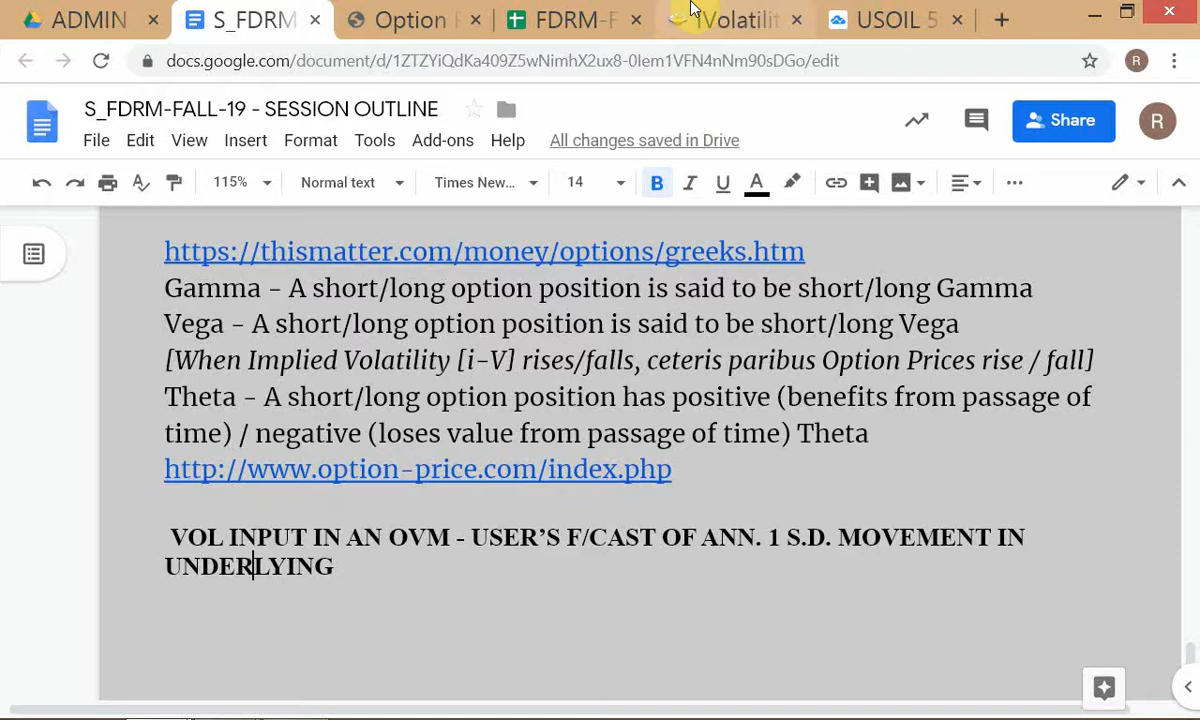 ADMIN
S_FDRM
Option
FDRM-F
Volatilit
USOIL 5
docs.google.com/document/d/1ZTZYiQdKa409Z5wNimhX2ux8-0Iem1VFN4nNm90sDGo/edit
R
S_FDRM-FALL-19 - SESSION OUTLINE
File Edit View Insert Format Tools Add-ons Help All changes saved in Drive
Share
R
115% Normal text Times New... 14 B I U A
https://thismatter.com/money/options/greeks.htm
Gamma - A short/long option position is said to be short/long Gamma
Vega - A short/long option position is said to be short/long Vega
[When Implied Volatility [i-V] rises/falls, ceteris paribus Option Prices rise / fall]
Theta - A short/long option position has positive (benefits from passage of
time) / negative (loses value from passage of time) Theta
http://www.option-price.com/index.php
VOL INPUT IN AN OVM - USER'S F/CAST OF ANN. 1 S.D. MOVEMENT IN
UNDERLYING